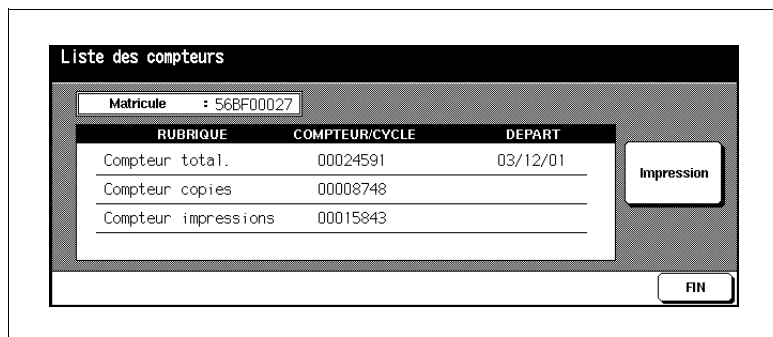 Liste des compteurs
Matricule : 56BF00027
RUBRIQUE COMPTEUR/CYCLE DEPART
Compteur total. 00024591 03/12/01
Impression
Compteur copies 00008748
Compteur impressions 00015843
FIN